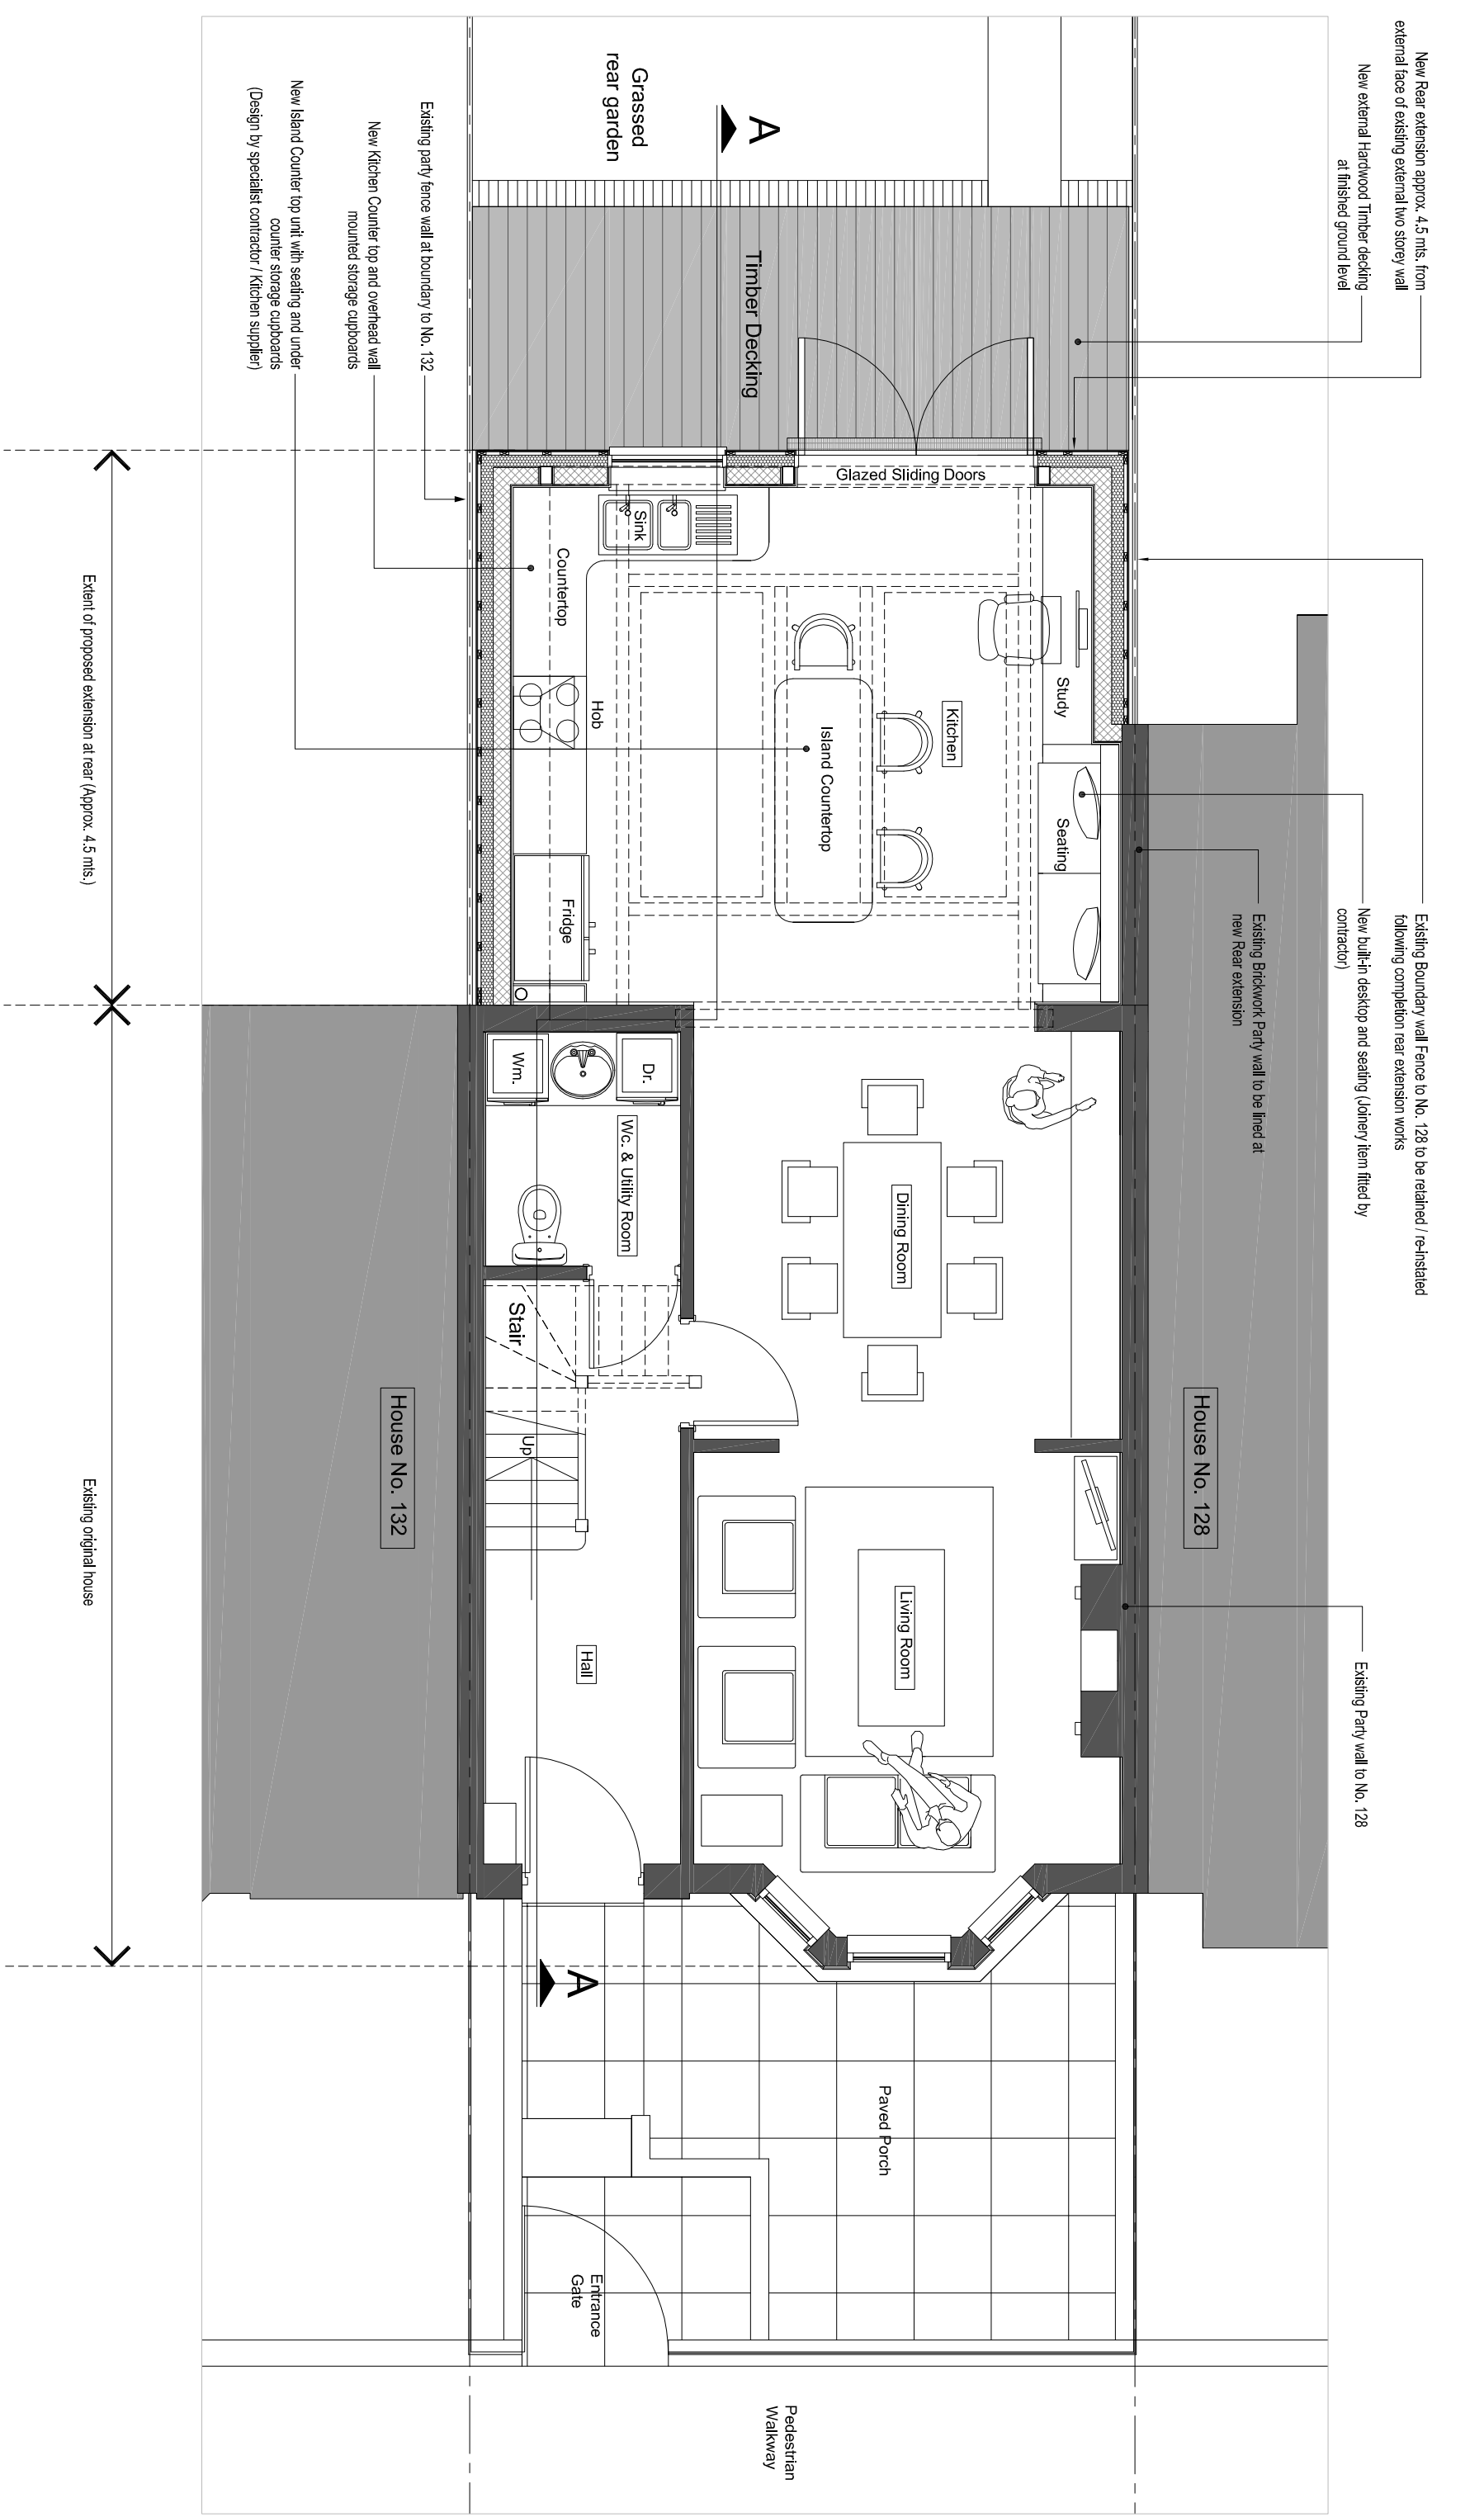 New Rear extension approx. 4.5 mts. from
external face of existing external two storey wall
New external Hardwood Timber decking
at finished ground level
Existing Boundary wall Fence to No. 128 to be retained / re-instated
following completion rear extension works
New built-in desktop and seating (Joinery item fitted by
contractor)
Existing Brickwork Party wall to be lined at
new Rear extension
Existing Party wall to No. 128
House No. 128
Grassed
rear garden
A
Timber Decking
Glazed Sliding Doors
Study
Seating
Kitchen
Island Countertop
Sink
Countertop
Hob
Fridge
Dining Room
Living Room
Dr.
Wm.
Wc. & Utility Room
Stair
Up
Hall
A
Paved Porch
Entrance
Gate
Pedestrian
Walkway
House No. 132
Existing party fence wall at boundary to No. 132
New Kitchen Counter top and overhead wall
mounted storage cupboards
New Island Counter top unit with seating and under
counter storage cupboards
(Design by specialist contractor / Kitchen supplier)
Extent of proposed extension at rear (Approx. 4.5 mts.)
Existing original house